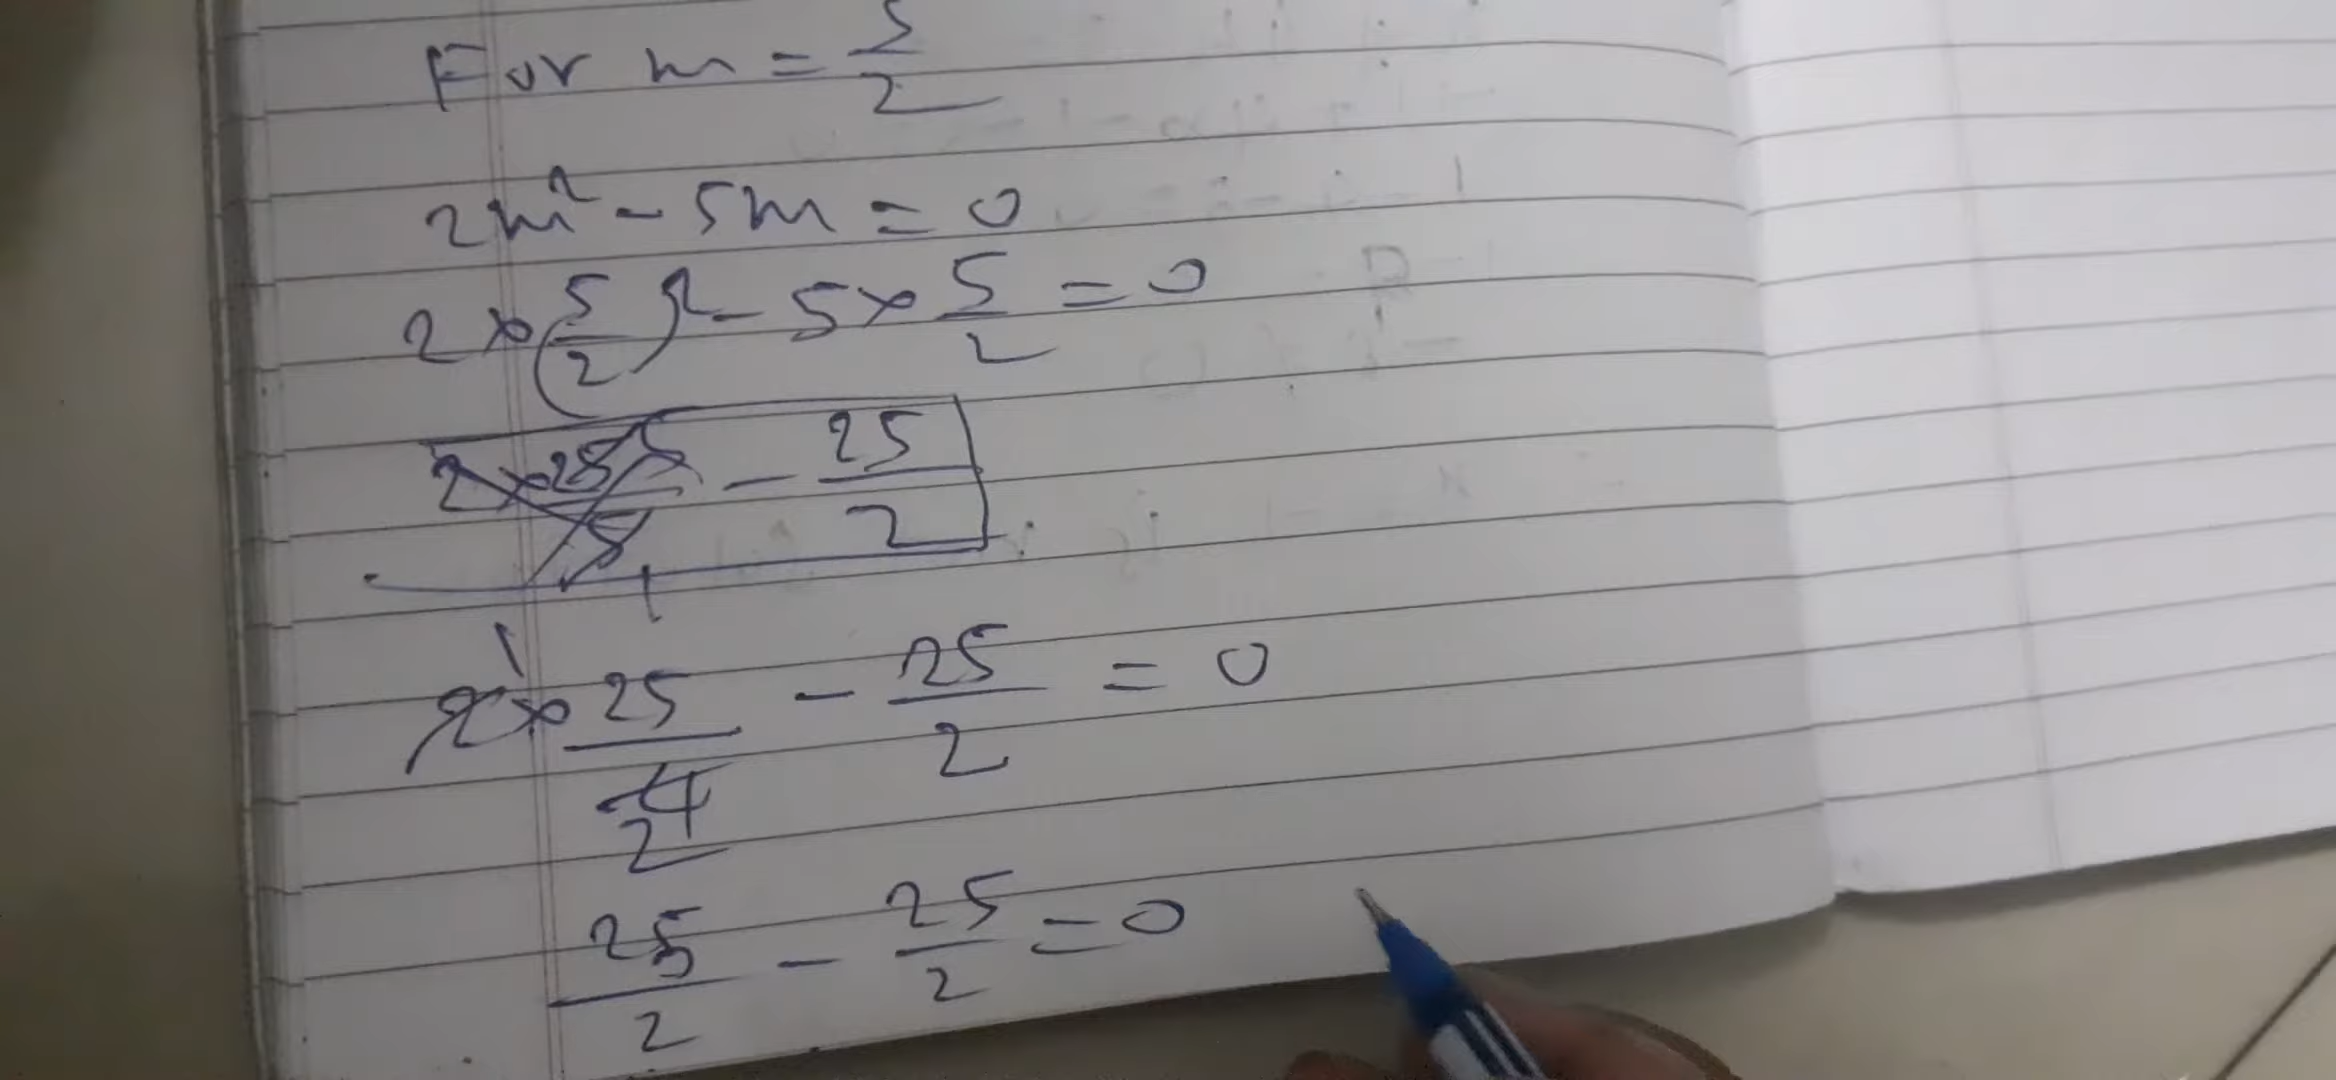 For m = 5/2
2m² - 5m = 0
2 × (5/2)² - 5 × 5/2 = 0
- 25/2
2 × 25/4 - 25/2 = 0
25/2 - 25/2 = 0